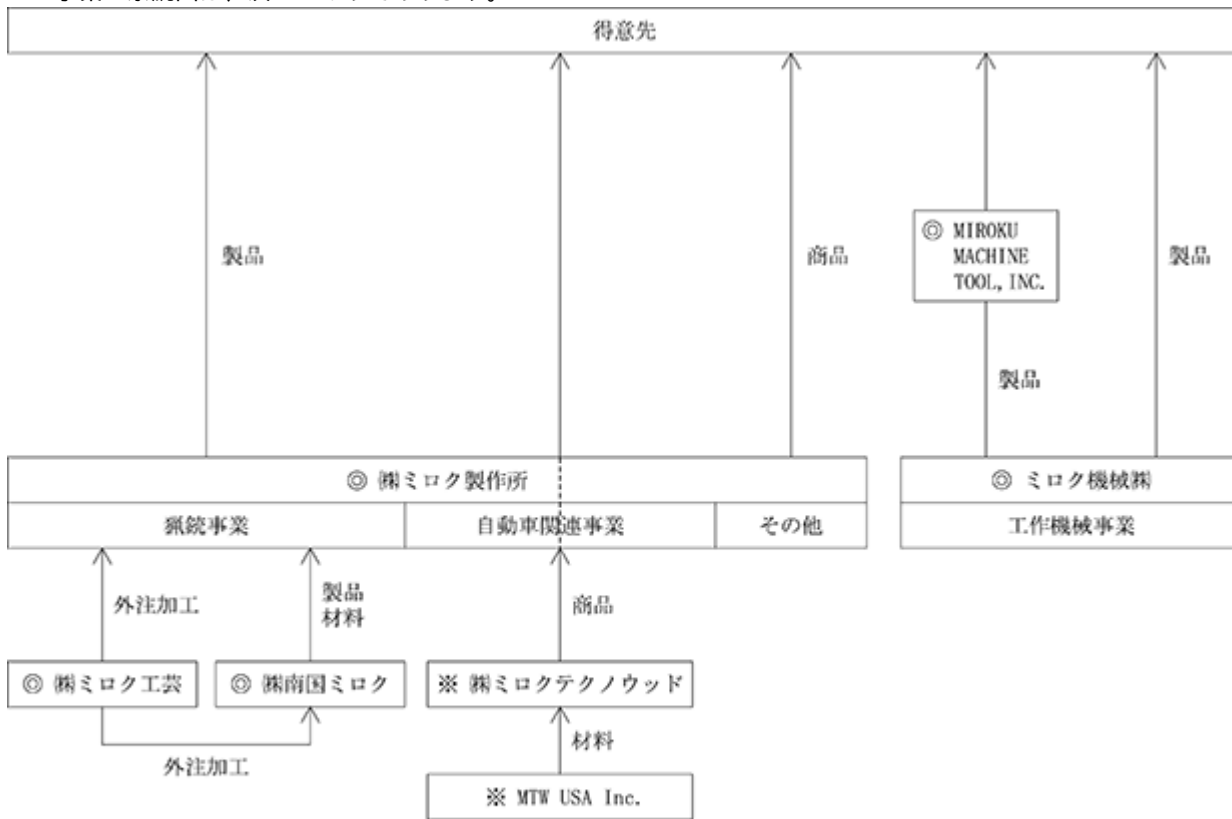 得意先
製品
商品
◎ MIROKU
MACHINE
TOOL, INC.
製品
製品
◎ ㈱ミロク製作所
◎ ミロク機械㈱
猟銃事業
自動車関連事業
その他
工作機械事業
外注加工
製品
材料
商品
◎ ㈱ミロク工芸
◎ ㈱南国ミロク
※ ㈱ミロクテクノウッド
外注加工
材料
※ MTW USA Inc.